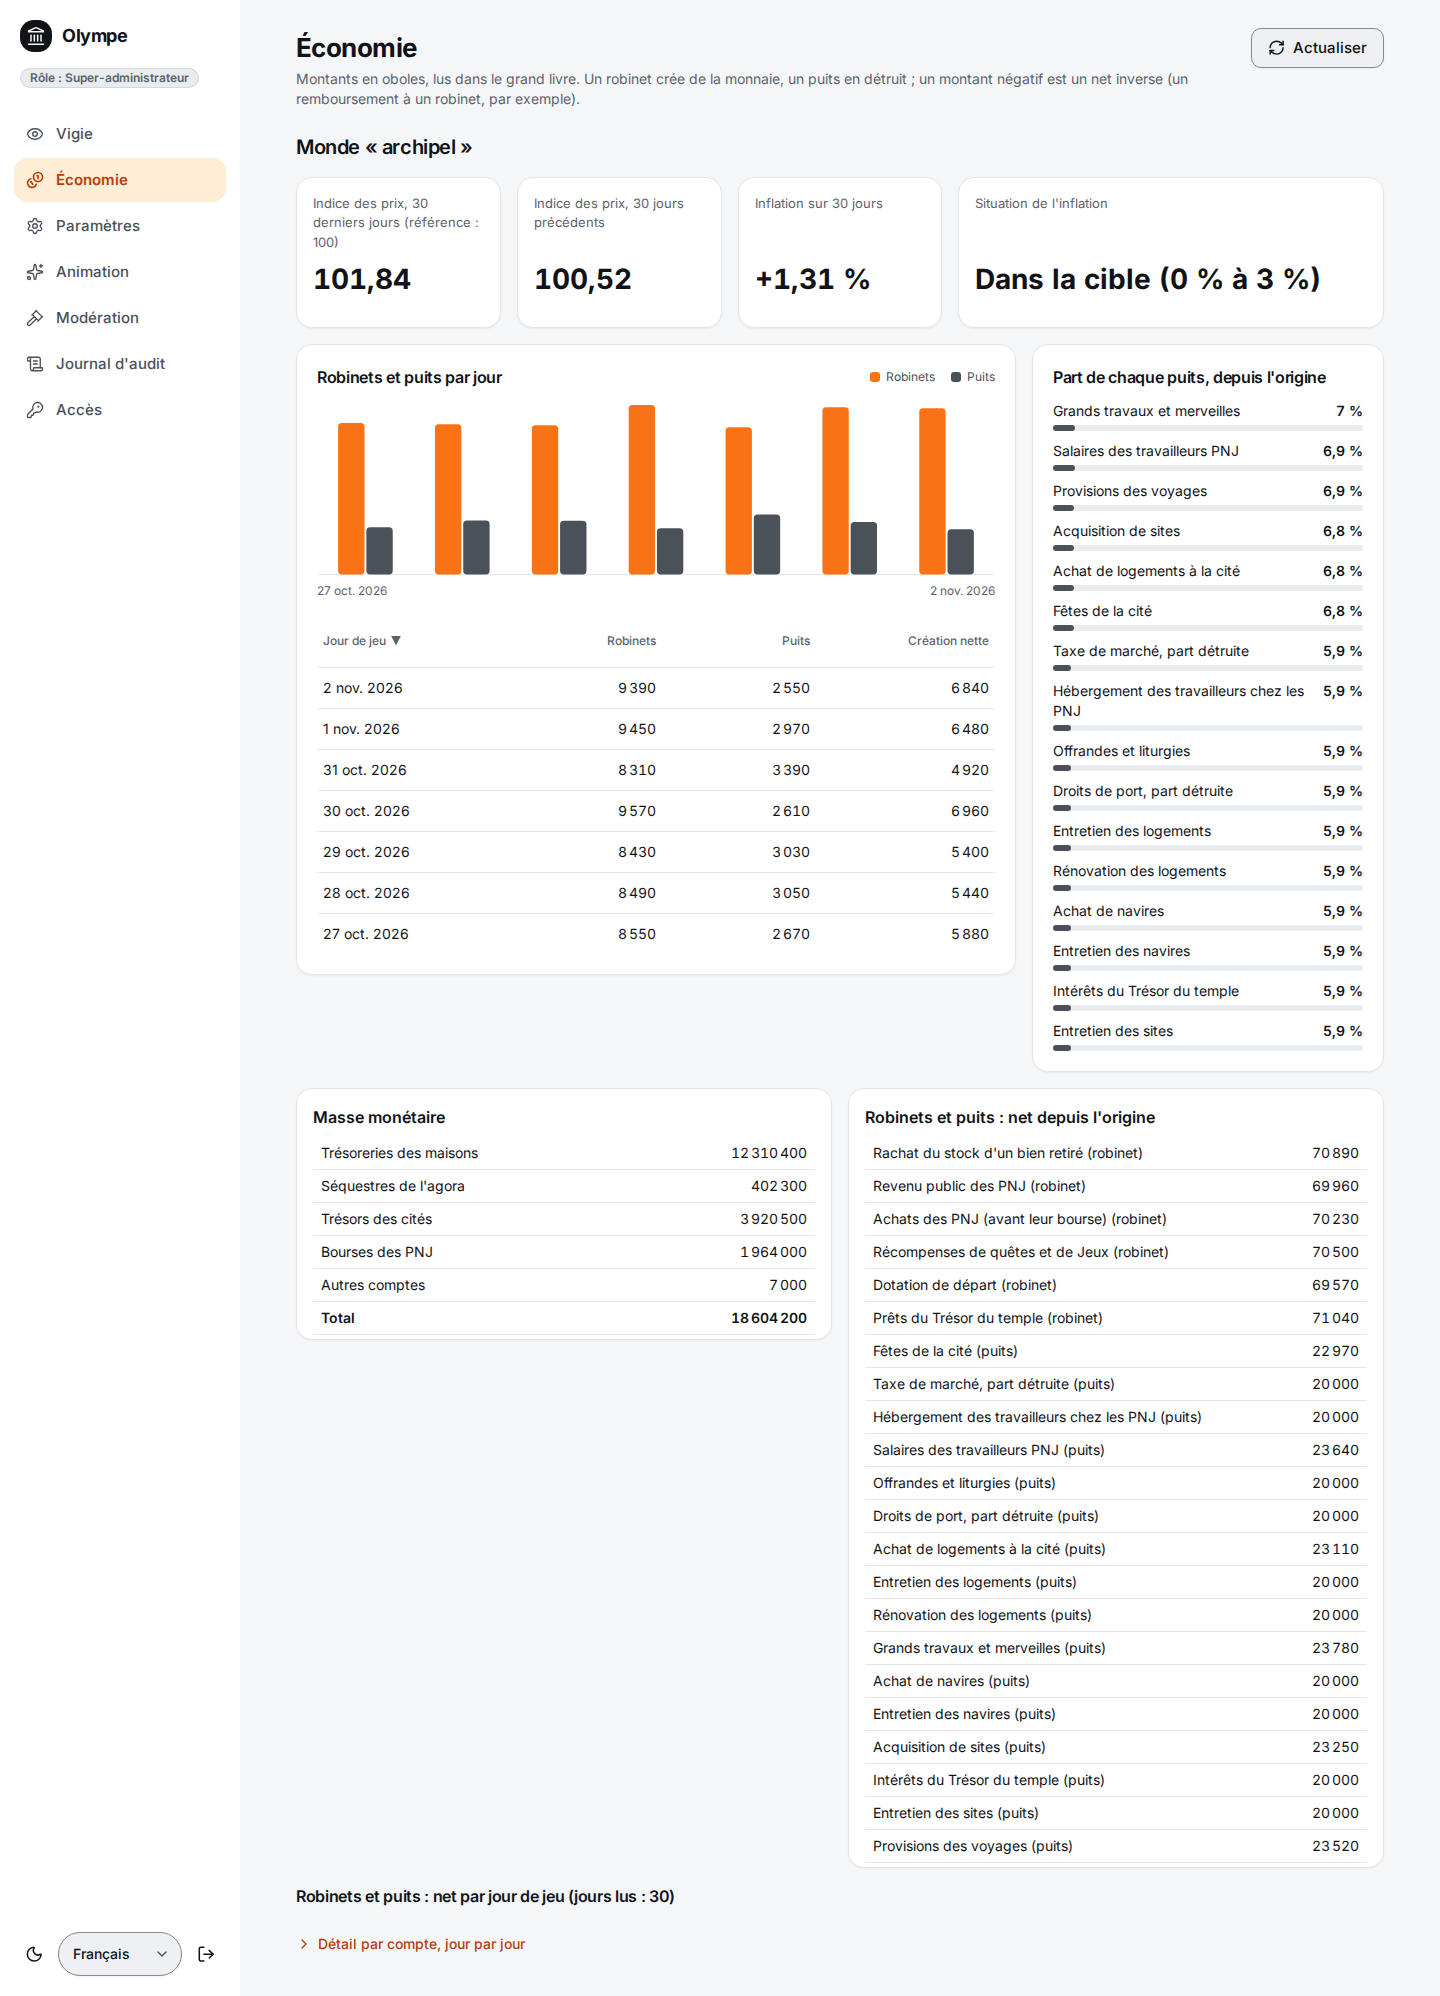 Olympe
Rôle : Super-administrateur
Vigie
Économie
Paramètres
Animation
Modération
Journal d'audit
Accès
Français
Économie
Actualiser
Montants en oboles, lus dans le grand livre. Un robinet crée de la monnaie, un puits en détruit ; un montant négatif est un net inverse (un
remboursement à un robinet, par exemple).
Monde « archipel »
Indice des prix, 30
derniers jours (référence :
100)
101,84
Indice des prix, 30 jours
précédents
100,52
Inflation sur 30 jours
+1,31 %
Situation de l'inflation
Dans la cible (0 % à 3 %)
Robinets et puits par jour
Robinets Puits
27 oct. 2026 2 nov. 2026
Jour de jeu ▼ Robinets Puits Création nette
2 nov. 2026 9 390 2 550 6 840
1 nov. 2026 9 450 2 970 6 480
31 oct. 2026 8 310 3 390 4 920
30 oct. 2026 9 570 2 610 6 960
29 oct. 2026 8 430 3 030 5 400
28 oct. 2026 8 490 3 050 5 440
27 oct. 2026 8 550 2 670 5 880
Part de chaque puits, depuis l'origine
Grands travaux et merveilles 7 %
Salaires des travailleurs PNJ 6,9 %
Provisions des voyages 6,9 %
Acquisition de sites 6,8 %
Achat de logements à la cité 6,8 %
Fêtes de la cité 6,8 %
Taxe de marché, part détruite 5,9 %
Hébergement des travailleurs chez les 5,9 %
PNJ
Offrandes et liturgies 5,9 %
Droits de port, part détruite 5,9 %
Entretien des logements 5,9 %
Rénovation des logements 5,9 %
Achat de navires 5,9 %
Entretien des navires 5,9 %
Intérêts du Trésor du temple 5,9 %
Entretien des sites 5,9 %
Masse monétaire
Trésoreries des maisons 12 310 400
Séquestres de l'agora 402 300
Trésors des cités 3 920 500
Bourses des PNJ 1 964 000
Autres comptes 7 000
Total 18 604 200
Robinets et puits : net depuis l'origine
Rachat du stock d'un bien retiré (robinet) 70 890
Revenu public des PNJ (robinet) 69 960
Achats des PNJ (avant leur bourse) (robinet) 70 230
Récompenses de quêtes et de Jeux (robinet) 70 500
Dotation de départ (robinet) 69 570
Prêts du Trésor du temple (robinet) 71 040
Fêtes de la cité (puits) 22 970
Taxe de marché, part détruite (puits) 20 000
Hébergement des travailleurs chez les PNJ (puits) 20 000
Salaires des travailleurs PNJ (puits) 23 640
Offrandes et liturgies (puits) 20 000
Droits de port, part détruite (puits) 20 000
Achat de logements à la cité (puits) 23 110
Entretien des logements (puits) 20 000
Rénovation des logements (puits) 20 000
Grands travaux et merveilles (puits) 23 780
Achat de navires (puits) 20 000
Entretien des navires (puits) 20 000
Acquisition de sites (puits) 23 250
Intérêts du Trésor du temple (puits) 20 000
Entretien des sites (puits) 20 000
Provisions des voyages (puits) 23 520
Robinets et puits : net par jour de jeu (jours lus : 30)
Détail par compte, jour par jour